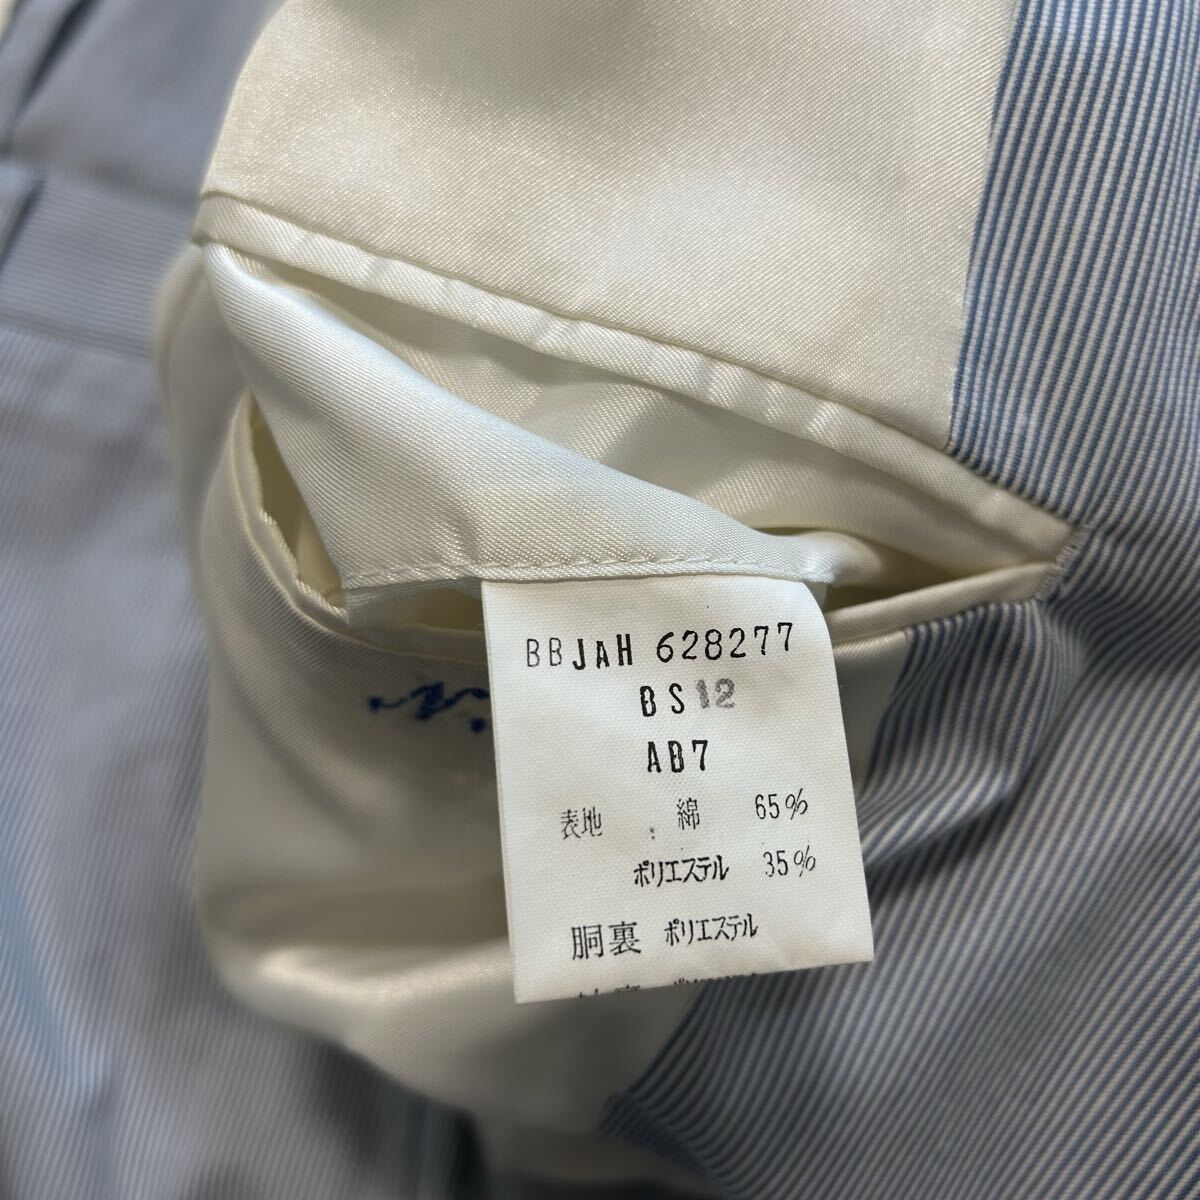 BBJAH 628277
BS12
AB7
表地 : 綿 65%
ポリエステル 35%
胴裏 ポリエステル